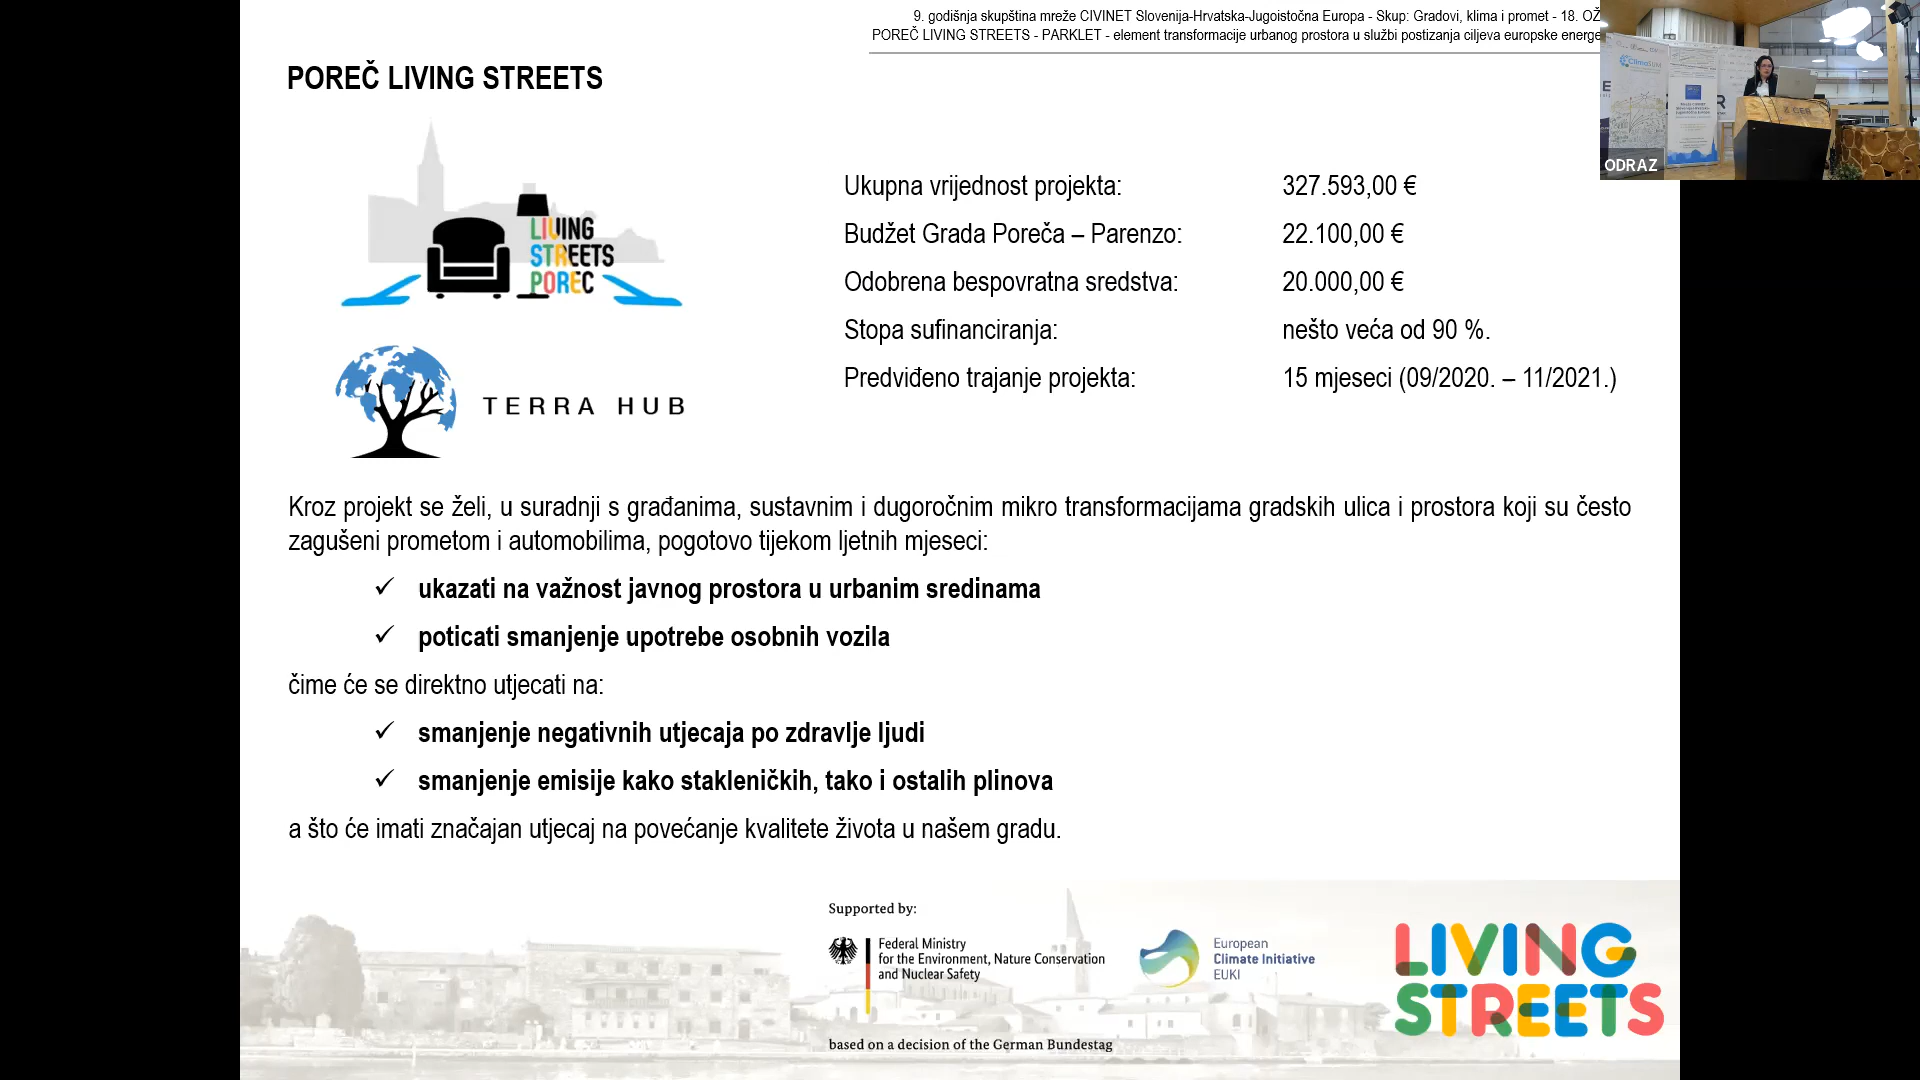 9. godišnja skupština mreže CIVINET Slovenija-Hrvatska-Jugoistočna Europa - Skup: Gradovi, klima i promet - 18. OŽ
POREČ LIVING STREETS - PARKLET - element transformacije urbanog prostora u službi postizanja ciljeva europske energe
POREČ LIVING STREETS
LIVING
STREETS
POREC
TERRA HUB
Ukupna vrijednost projekta: 327.593,00 €
Budžet Grada Poreča – Parenzo: 22.100,00 €
Odobrena bespovratna sredstva: 20.000,00 €
Stopa sufinanciranja: nešto veća od 90 %.
Predviđeno trajanje projekta: 15 mjeseci (09/2020. – 11/2021.)
ODRAZ
Kroz projekt se želi, u suradnji s građanima, sustavnim i dugoročnim mikro transformacijama gradskih ulica i prostora koji su često
zagušeni prometom i automobilima, pogotovo tijekom ljetnih mjeseci:
✓ ukazati na važnost javnog prostora u urbanim sredinama
✓ poticati smanjenje upotrebe osobnih vozila
čime će se direktno utjecati na:
✓ smanjenje negativnih utjecaja po zdravlje ljudi
✓ smanjenje emisije kako stakleničkih, tako i ostalih plinova
a što će imati značajan utjecaj na povećanje kvalitete života u našem gradu.
Supported by:
Federal Ministry
for the Environment, Nature Conservation
and Nuclear Safety
European
Climate Initiative
EUKI
based on a decision of the German Bundestag
LIVING
STREETS